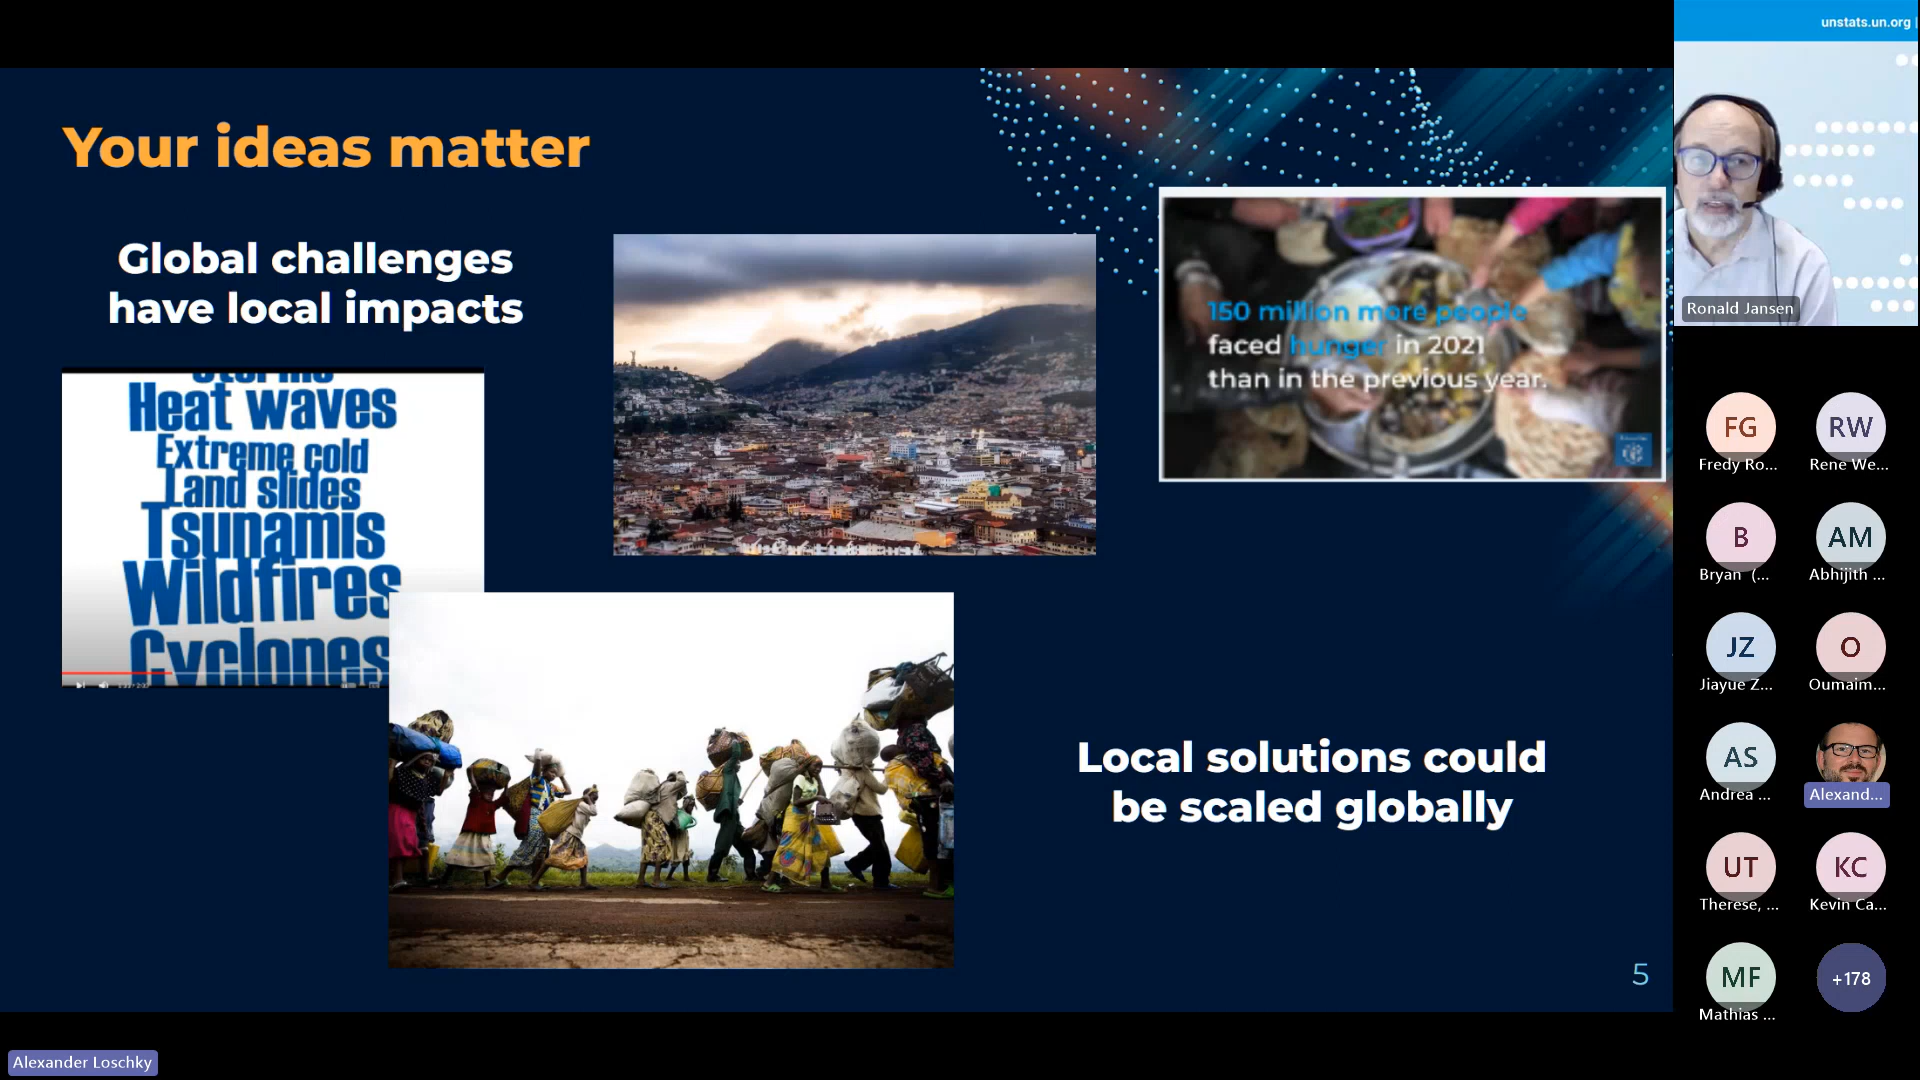 unstats.un.org |
Your ideas matter
Global challenges
have local impacts
Storms
Heat waves
Extreme cold
Land slides
Tsunamis
Wildfires
Cyclones
150 million more people
faced hunger in 2021
than in the previous year.
Local solutions could
be scaled globally
5
Ronald Jansen
FG
Fredy Ro...
RW
Rene We...
B
Bryan (...
AM
Abhijith ...
JZ
Jiayue Z...
O
Oumaim...
AS
Andrea ...
Alexand...
UT
Therese, ...
KC
Kevin Ca...
MF
Mathias ...
+178
Alexander Loschky